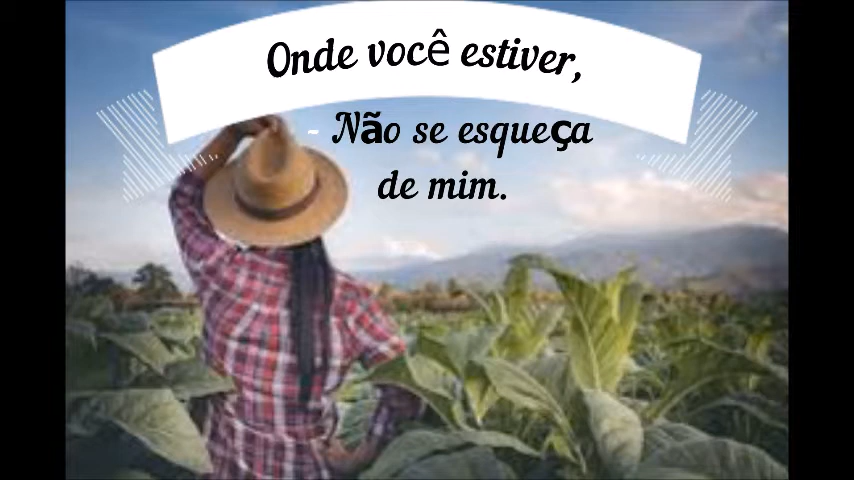 Onde você estiver,
- Não se esqueça
de mim.